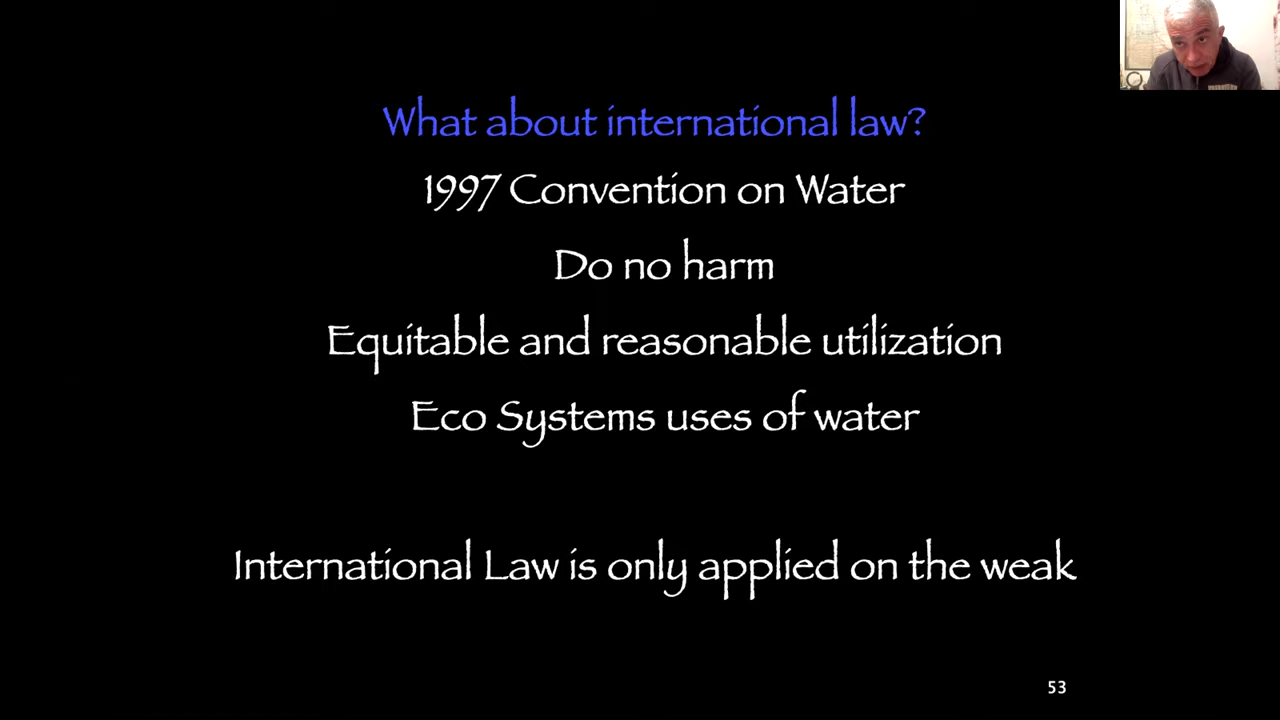 What about international law?
1997 Convention on Water
Do no harm
Equitable and reasonable utilization
Eco Systems uses of water
International Law is only applied on the weak
53